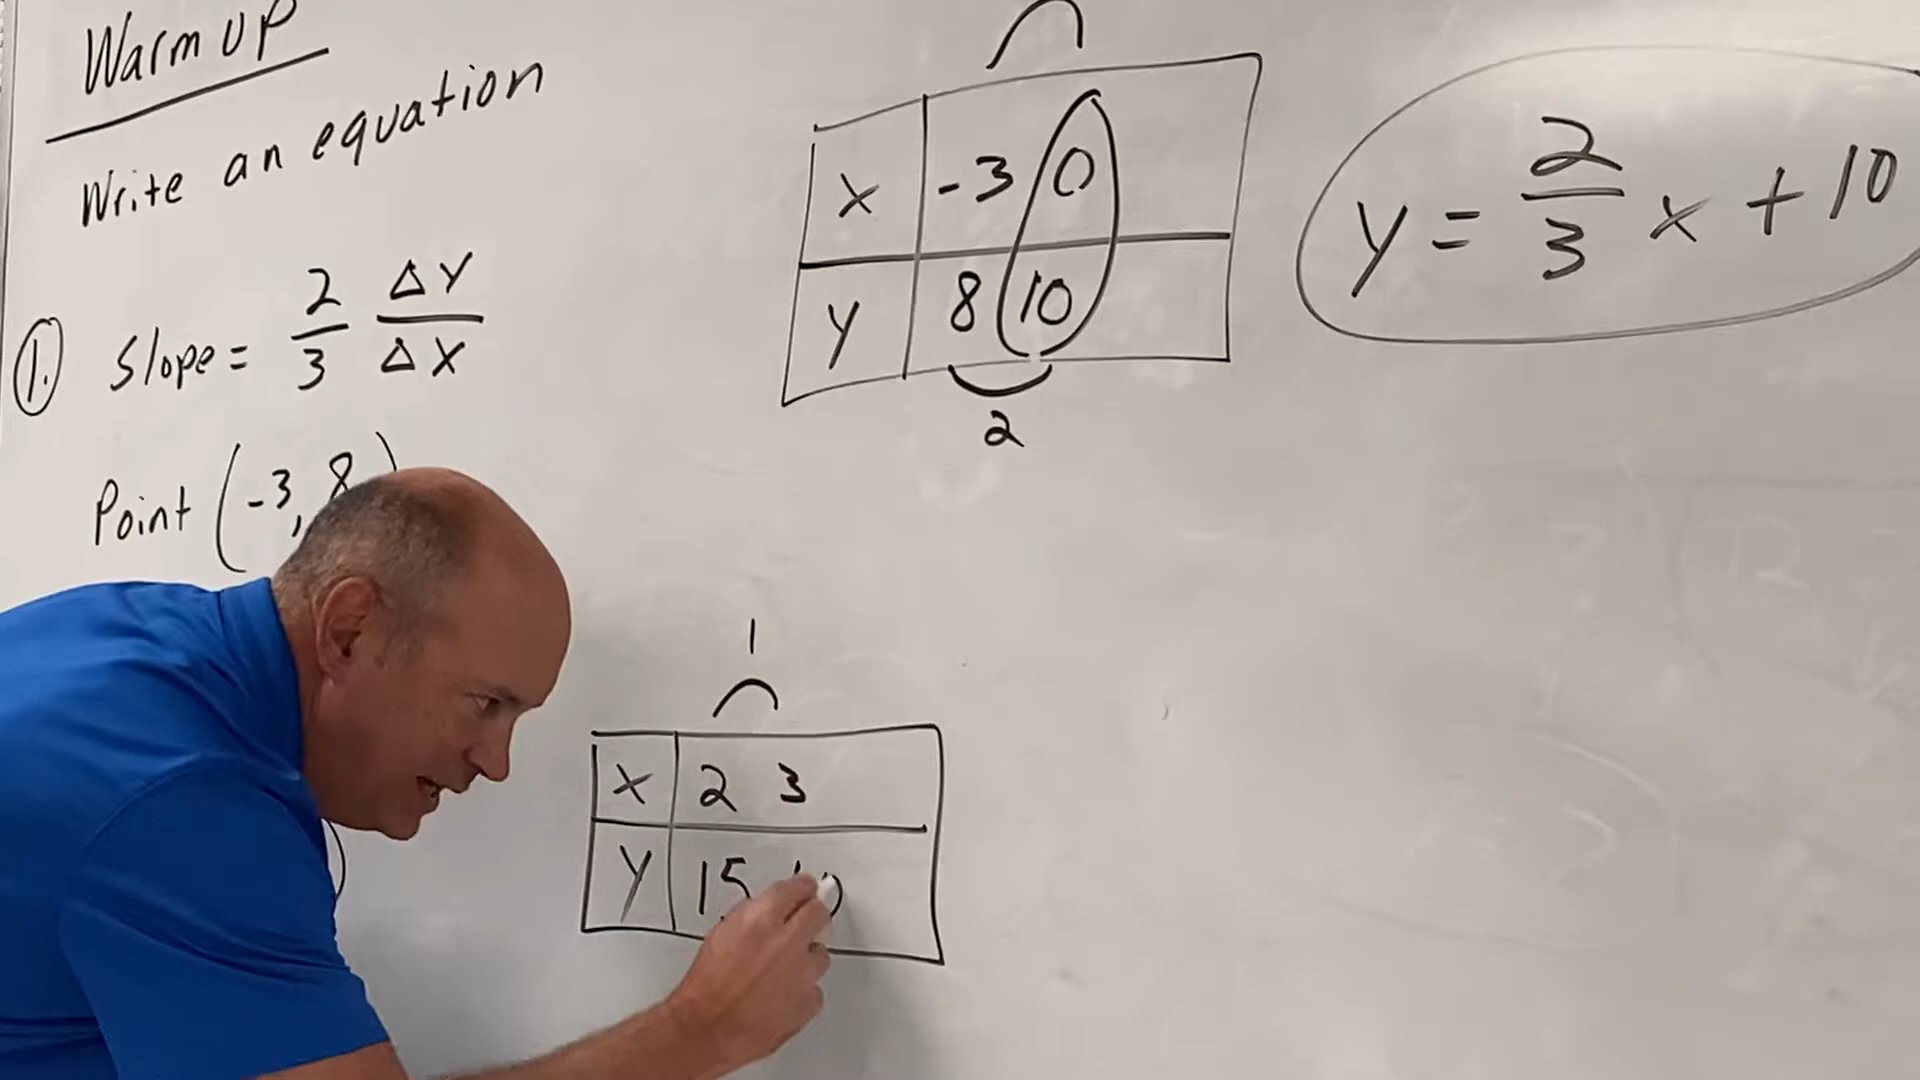 Warm up
Write an equation
1. Slope = 2/3 ΔY/ΔX
Point (-3, 8)
X -3 0
Y 8 10
2
y = 2/3 x + 10
1
X 2 3
Y 15